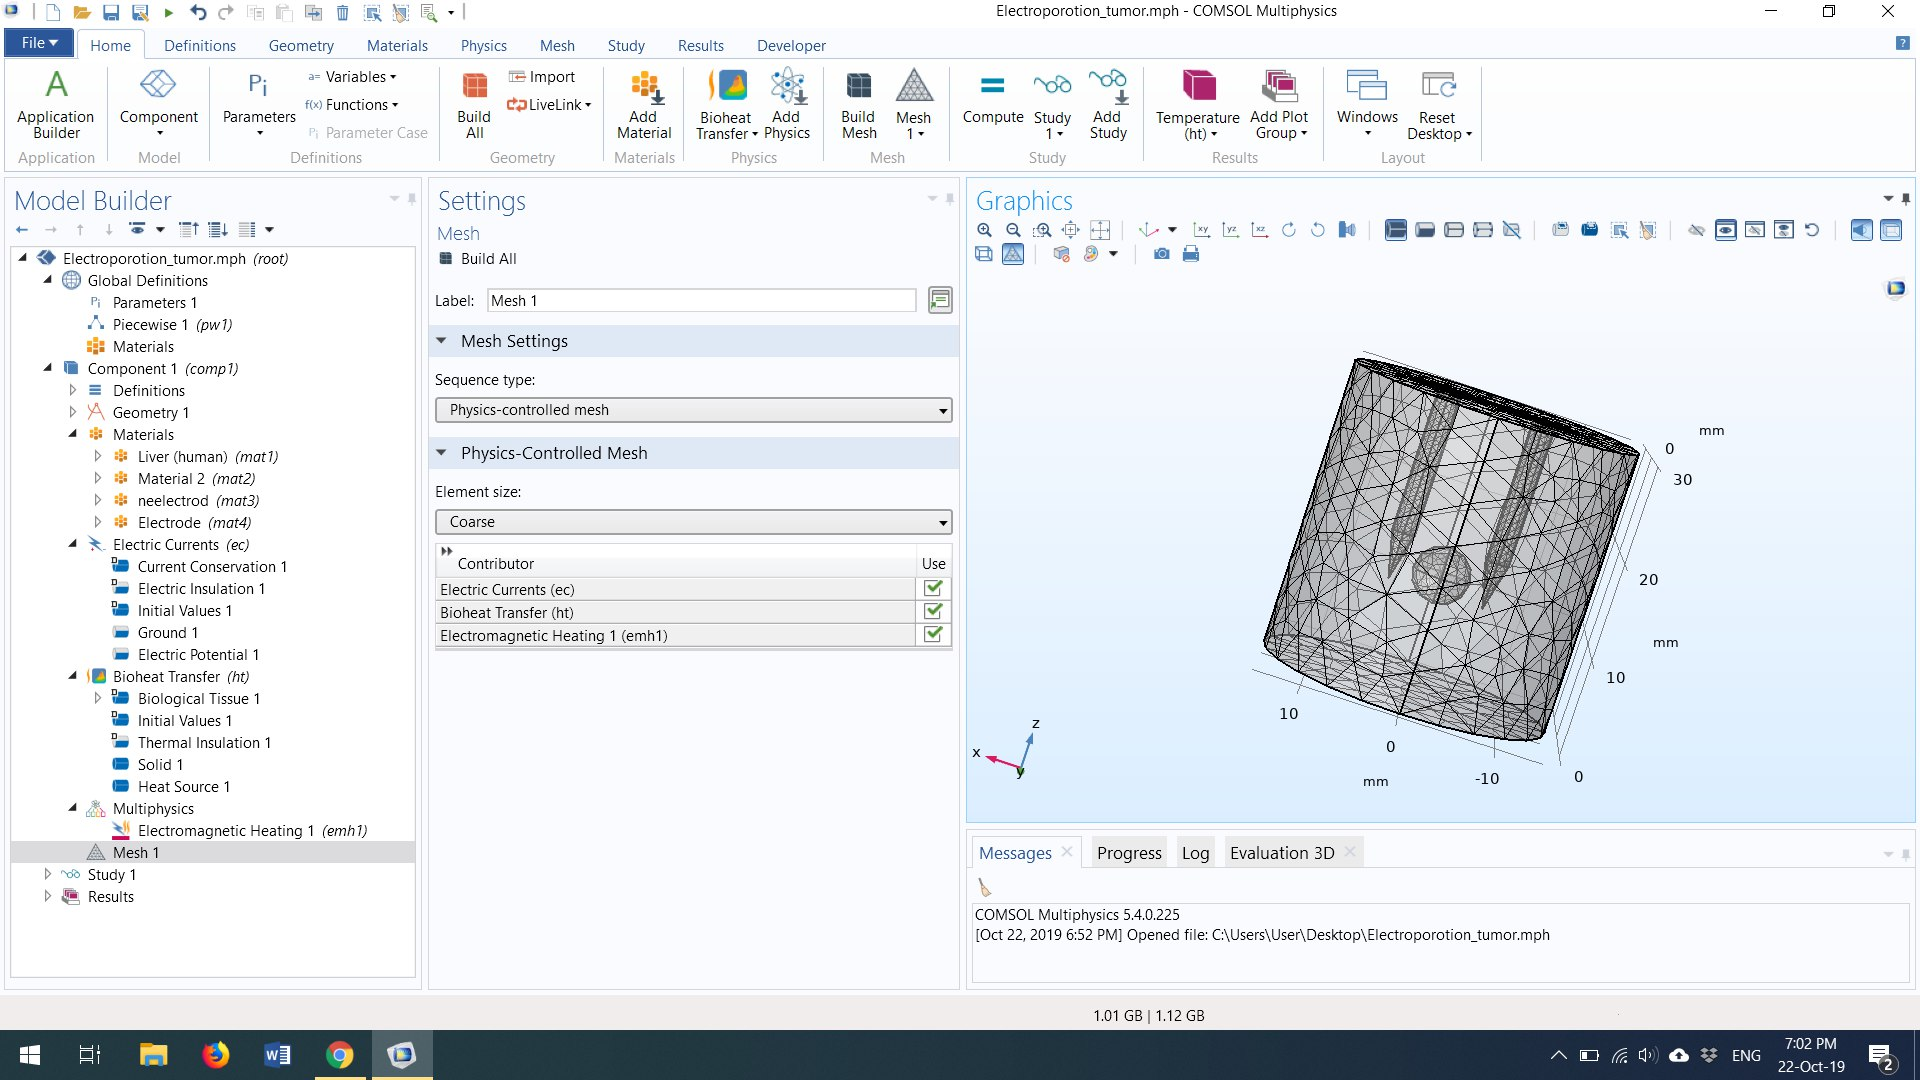 Electroporotion_tumor.mph - COMSOL Multiphysics
File
Home
Definitions
Geometry
Materials
Physics
Mesh
Study
Results
Developer
?
A
Application Builder
Application
Component
Model
Pi
Parameters
a= Variables
f(x) Functions
Pi Parameter Case
Definitions
Build All
Import
LiveLink
Geometry
Add Material
Materials
Bioheat Transfer
Add Physics
Physics
Build Mesh
Mesh 1
Mesh
Compute
Study 1
Add Study
Study
Temperature (ht)
Add Plot Group
Results
Windows
Reset Desktop
Layout
Model Builder
Electroporotion_tumor.mph (root)
Global Definitions
Pi Parameters 1
Piecewise 1 (pw1)
Materials
Component 1 (comp1)
Definitions
Geometry 1
Materials
Liver (human) (mat1)
Material 2 (mat2)
neelectrod (mat3)
Electrode (mat4)
Electric Currents (ec)
D Current Conservation 1
D Electric Insulation 1
D Initial Values 1
Ground 1
Electric Potential 1
Bioheat Transfer (ht)
D Biological Tissue 1
D Initial Values 1
D Thermal Insulation 1
Solid 1
Heat Source 1
Multiphysics
Electromagnetic Heating 1 (emh1)
Mesh 1
Study 1
Results
Settings
Mesh
Build All
Label: Mesh 1
Mesh Settings
Sequence type:
Physics-controlled mesh
Physics-Controlled Mesh
Element size:
Coarse
Contributor Use
Electric Currents (ec)
Bioheat Transfer (ht)
Electromagnetic Heating 1 (emh1)
Graphics
xy yz xz
mm
0
30
20
mm
10
10
0
mm
-10
0
z
x
y
Messages
Progress
Log
Evaluation 3D
COMSOL Multiphysics 5.4.0.225
[Oct 22, 2019 6:52 PM] Opened file: C:\Users\User\Desktop\Electroporotion_tumor.mph
1.01 GB | 1.12 GB
W
ENG
7:02 PM
22-Oct-19
2